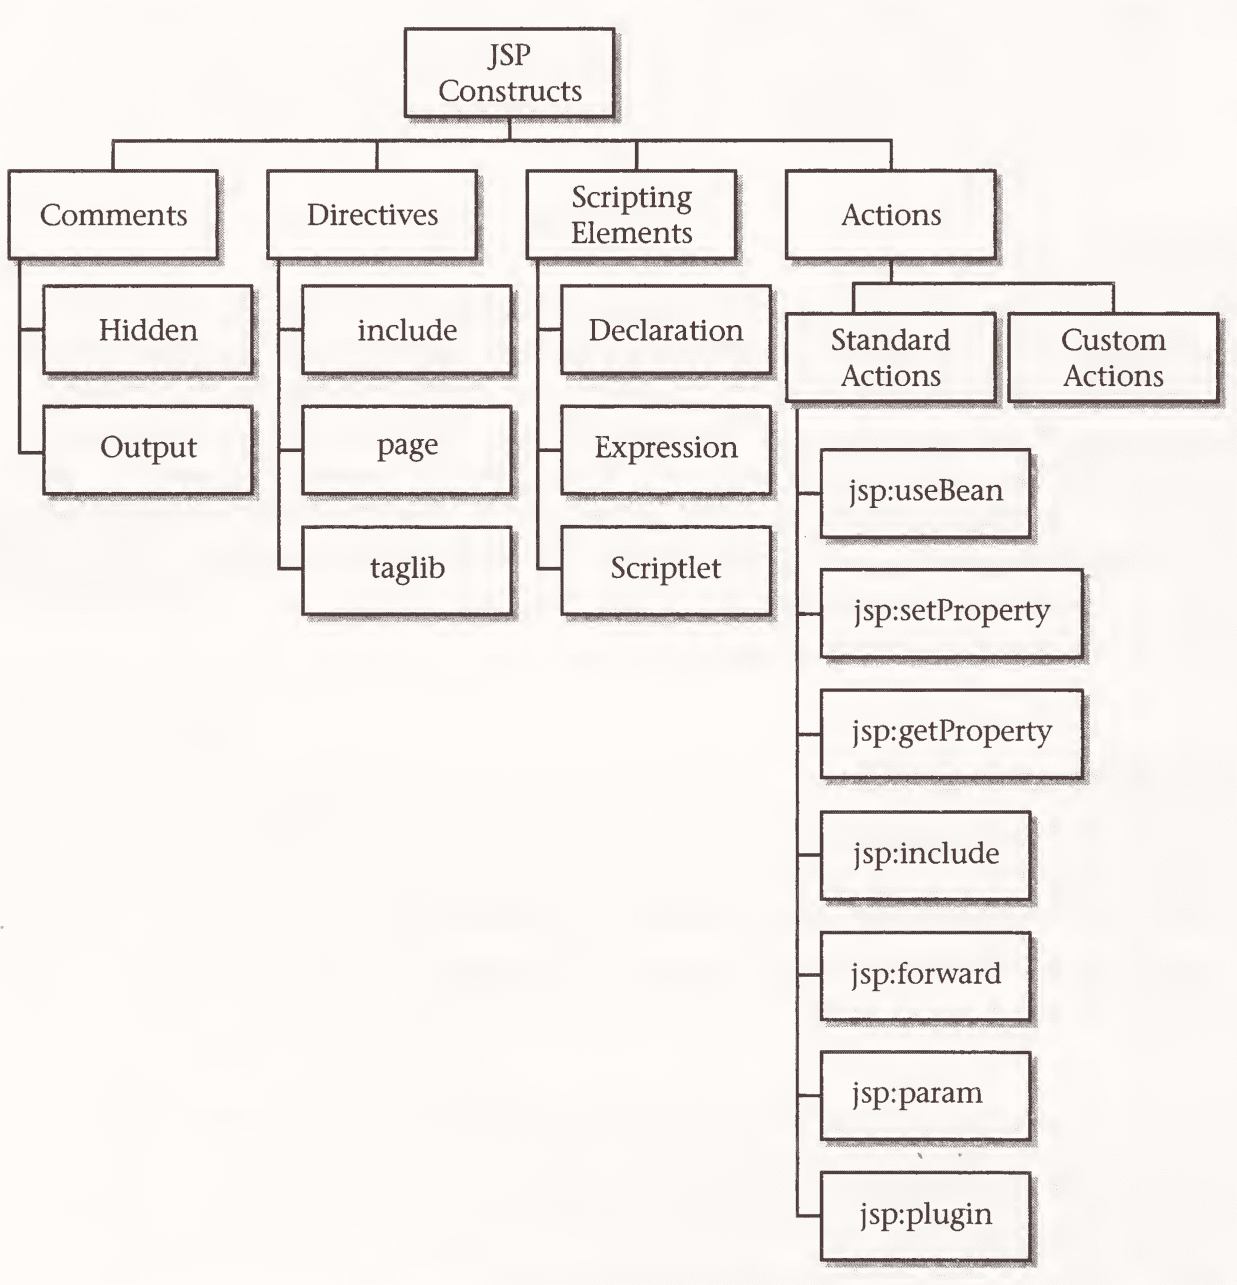 JSP
Constructs
Comments
Directives
Scripting
Elements
Actions
Hidden
Output
include
page
taglib
Declaration
Expression
Scriptlet
Standard
Actions
Custom
Actions
jsp:useBean
jsp:setProperty
jsp:getProperty
jsp:include
jsp:forward
jsp:param
jsp:plugin